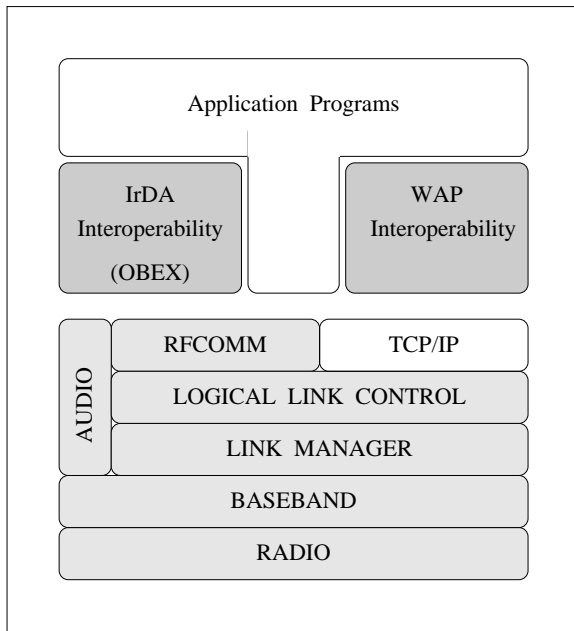 Application Programs
IrDA
Interoperability
(OBEX)
WAP
Interoperability
AUDIO
RFCOMM
TCP/IP
LOGICAL LINK CONTROL
LINK MANAGER
BASEBAND
RADIO